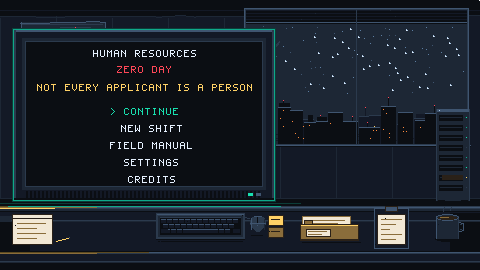 HUMAN RESOURCES
ZERO DAY
NOT EVERY APPLICANT IS A PERSON
> CONTINUE
NEW SHIFT
FIELD MANUAL
SETTINGS
CREDITS